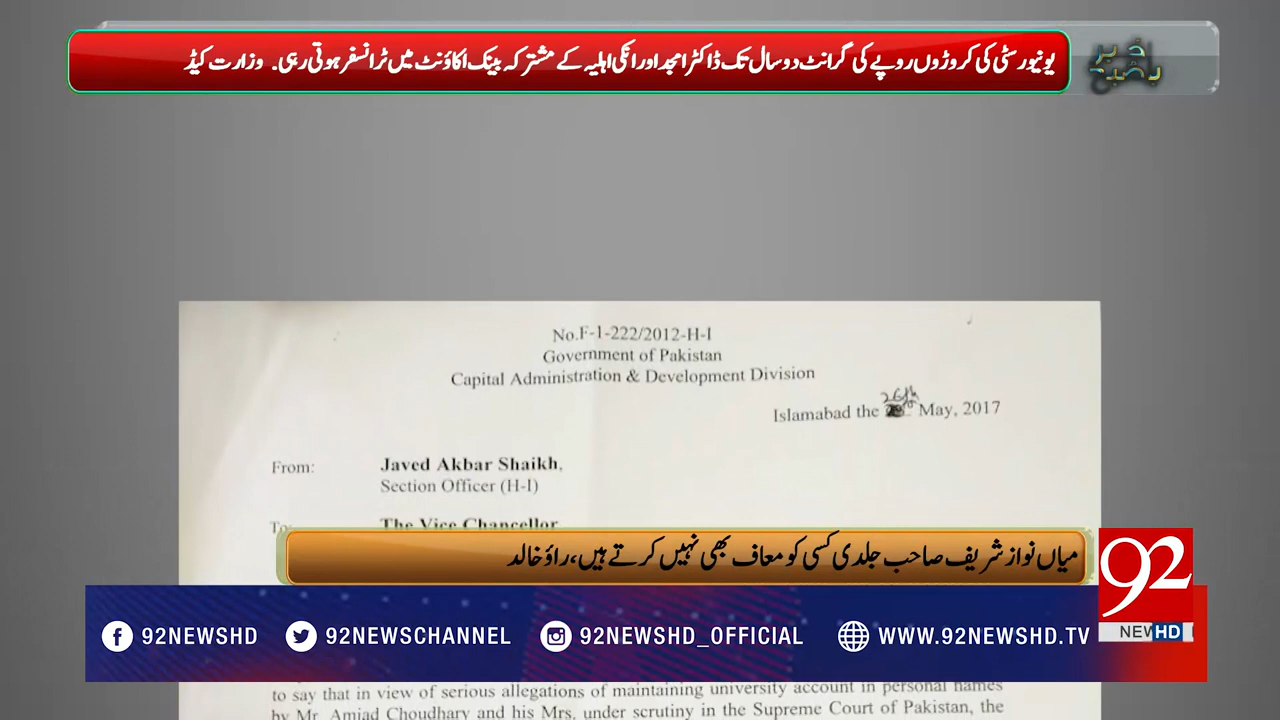 یونیورسٹی کی کروڑوں روپے کی گرانٹ دو سال تک ڈاکٹر امجد اور انکی اہلیہ کے مشترکہ بینک اکاؤنٹ میں ٹرانسفر ہوتی رہی۔ وزارت کیڈ
No.F-1-222/2012-H-I
Government of Pakistan
Capital Administration & Development Division
Islamabad the 26th May, 2017
From: Javed Akbar Shaikh,
Section Officer (H-I)
To: The Vice Chancellor
میاں نواز شریف صاحب جلدی کسی کو معاف بھی نہیں کرتے ہیں، راؤ خالد
92
NEWS HD
92NEWSHD 92NEWSCHANNEL 92NEWSHD_OFFICIAL WWW.92NEWSHD.TV
to say that in view of serious allegations of maintaining university account in personal names
by Mr. Amjad Choudhary and his Mrs. under scrutiny in the Supreme Court of Pakistan, the